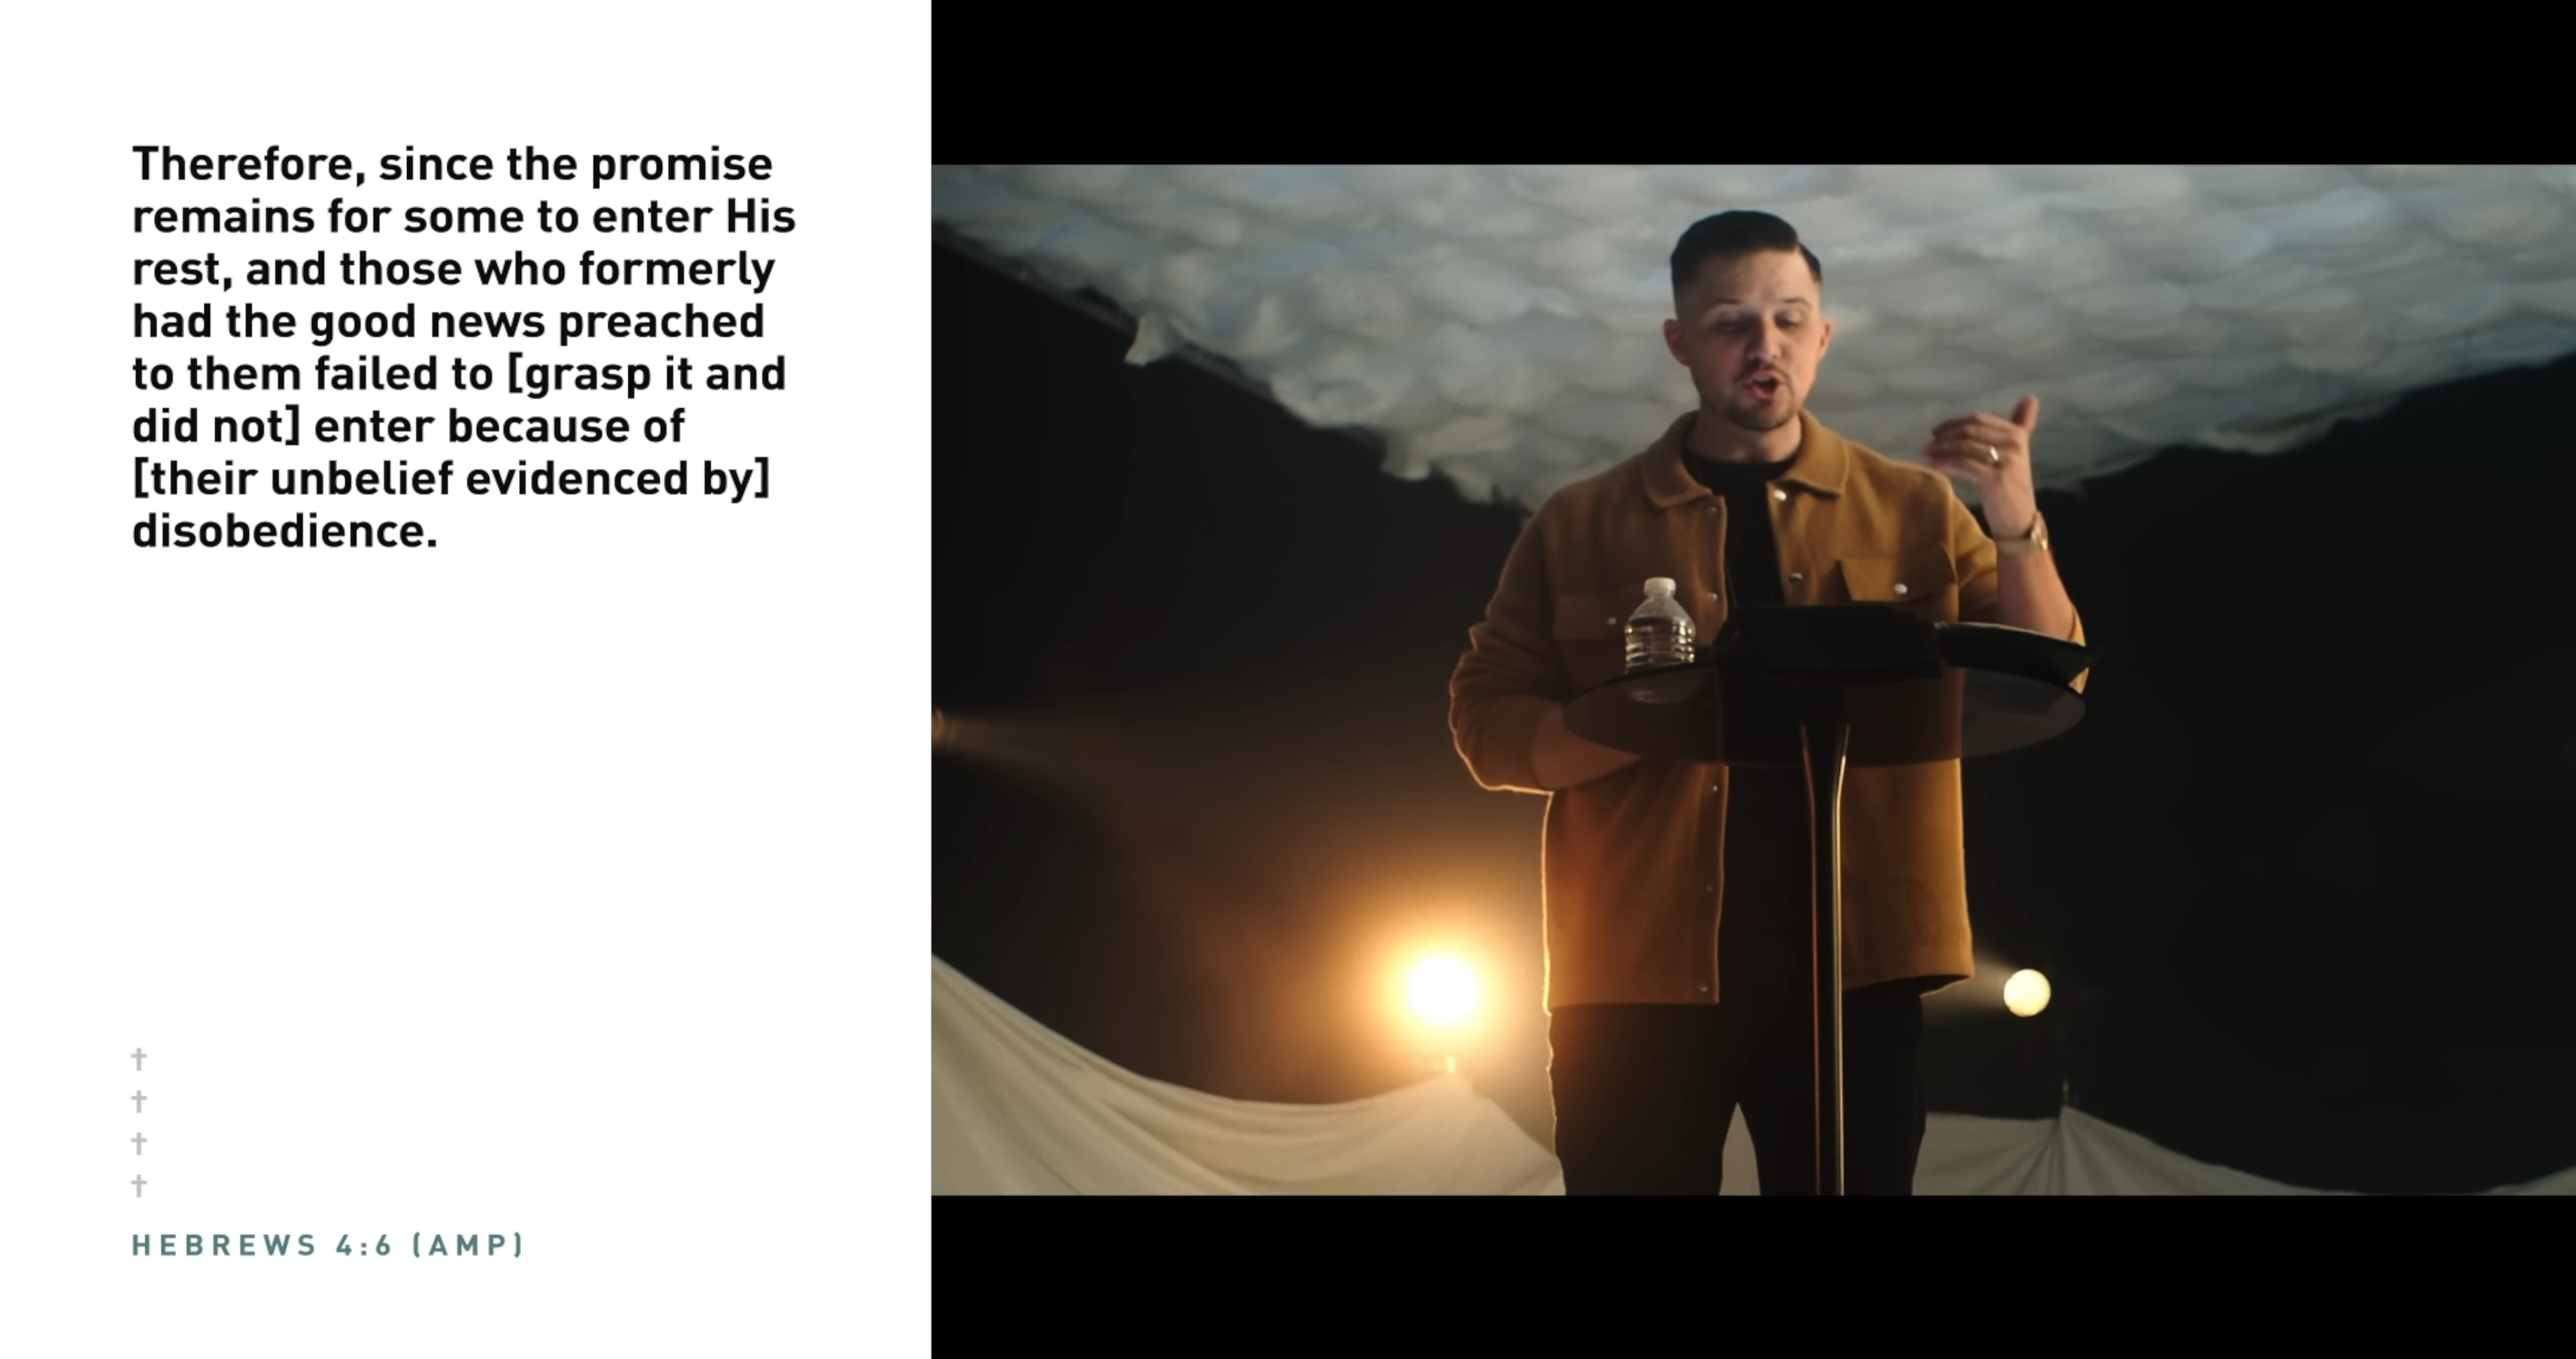 Therefore, since the promise
remains for some to enter His
rest, and those who formerly
had the good news preached
to them failed to [grasp it and
did not] enter because of
[their unbelief evidenced by]
disobedience.
†
†
†
†
HEBREWS 4:6 (AMP)